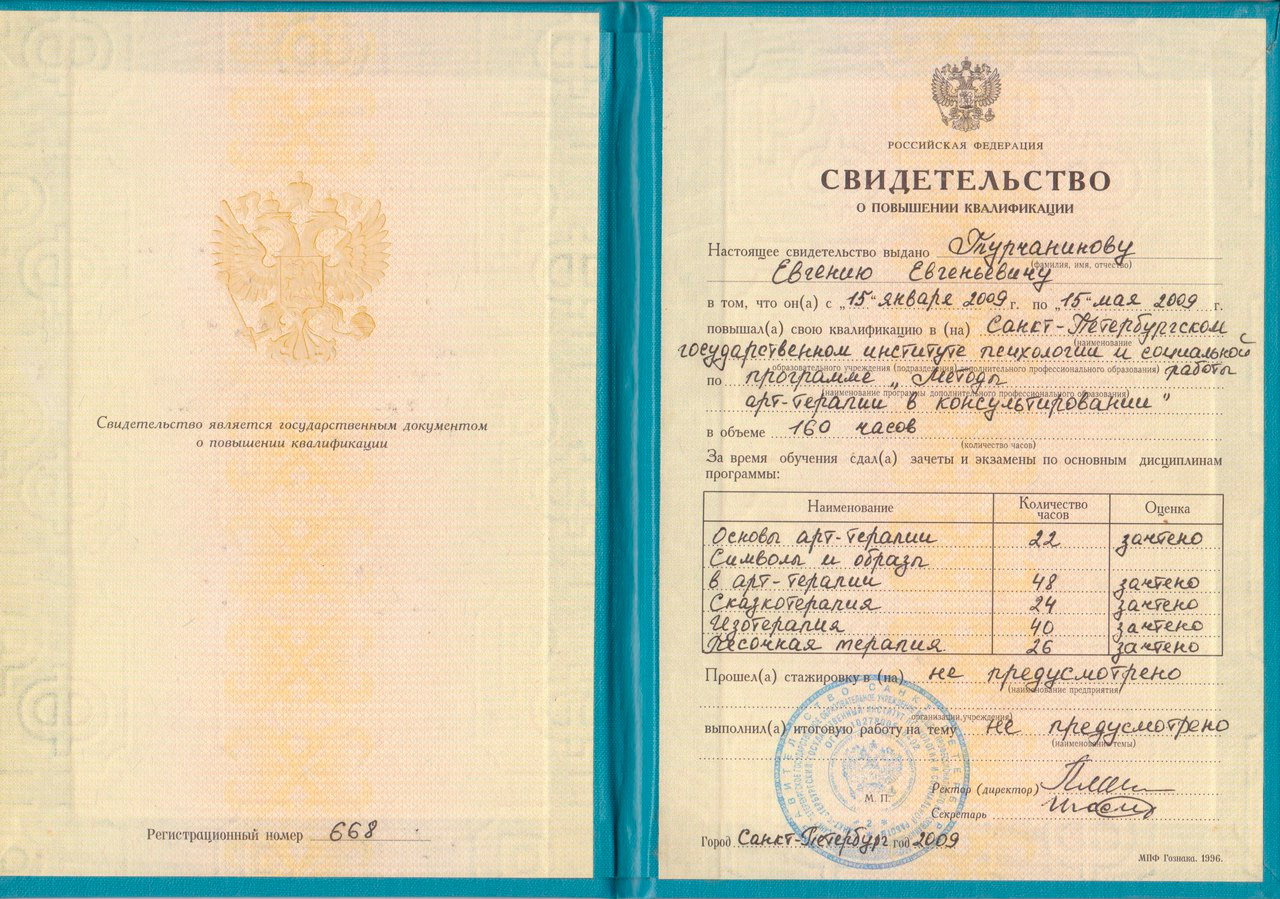 Свидетельство является государственным документом
о повышении квалификации
Регистрационный номер 668
РОССИЙСКАЯ ФЕДЕРАЦИЯ
СВИДЕТЕЛЬСТВО
О ПОВЫШЕНИИ КВАЛИФИКАЦИИ
Настоящее свидетельство выдано Турчанинову
(фамилия, имя, отчество)
Евгению Евгеньевичу
в том, что он(а) с „15“ января 2009 г. по „15“ мая 2009 г.
повышал(а) свою квалификацию в (на) Санкт-Петербургском
(наименование
государственном институте психологии и социальной
образовательного учреждения (подразделения) дополнительного профессионального образования) работы
по программе „Методы
(наименование программы дополнительного профессионального образования)
арт-терапии в консультировании”
в объеме 160 часов
(количество часов)
За время обучения сдал(а) зачеты и экзамены по основным дисциплинам
программы:
Наименование Количество часов Оценка
Основы арт-терапии 22 зачтено
Символы и образы
в арт-терапии 48 зачтено
Сказкотерапия 24 зачтено
Изотерапия 40 зачтено
Песочная терапия 26 зачтено
Прошел(а) стажировку в (на) не предусмотрено
(наименование предприятия,
организации, учреждения)
выполнил(а) итоговую работу на тему не предусмотрено
(наименование темы)
М. П.
Ректор (директор)
Секретарь
Город Санкт-Петербург год 2009
МПФ Гознака. 1996.